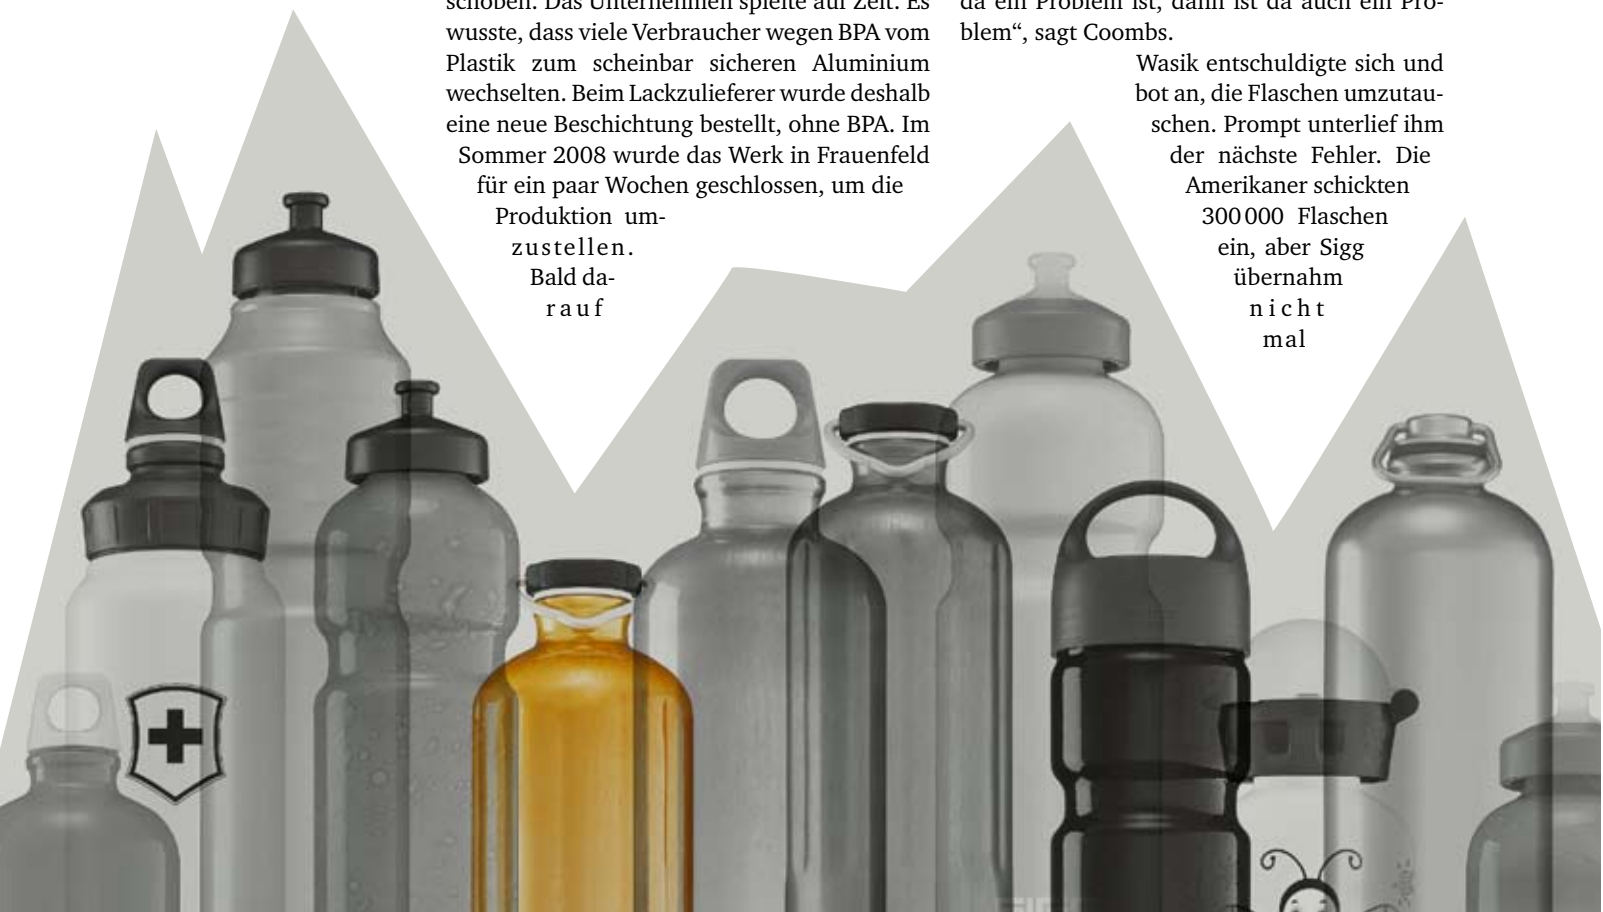 schoben. Das Unternehmen spielte auf Zeit. Es
wusste, dass viele Verbraucher wegen BPA vom
Plastik zum scheinbar sicheren Aluminium
wechselten. Beim Lackzulieferer wurde deshalb
eine neue Beschichtung bestellt, ohne BPA. Im
Sommer 2008 wurde das Werk in Frauenfeld
für ein paar Wochen geschlossen, um die
Produktion um-
zustellen.
Bald da-
rauf
da ein Problem ist, dann ist da auch ein Pro-
blem“, sagt Coombs.
Wasik entschuldigte sich und
bot an, die Flaschen umzutau-
schen. Prompt unterlief ihm
der nächste Fehler. Die
Amerikaner schickten
300 000 Flaschen
ein, aber Sigg
übernahm
nicht
mal